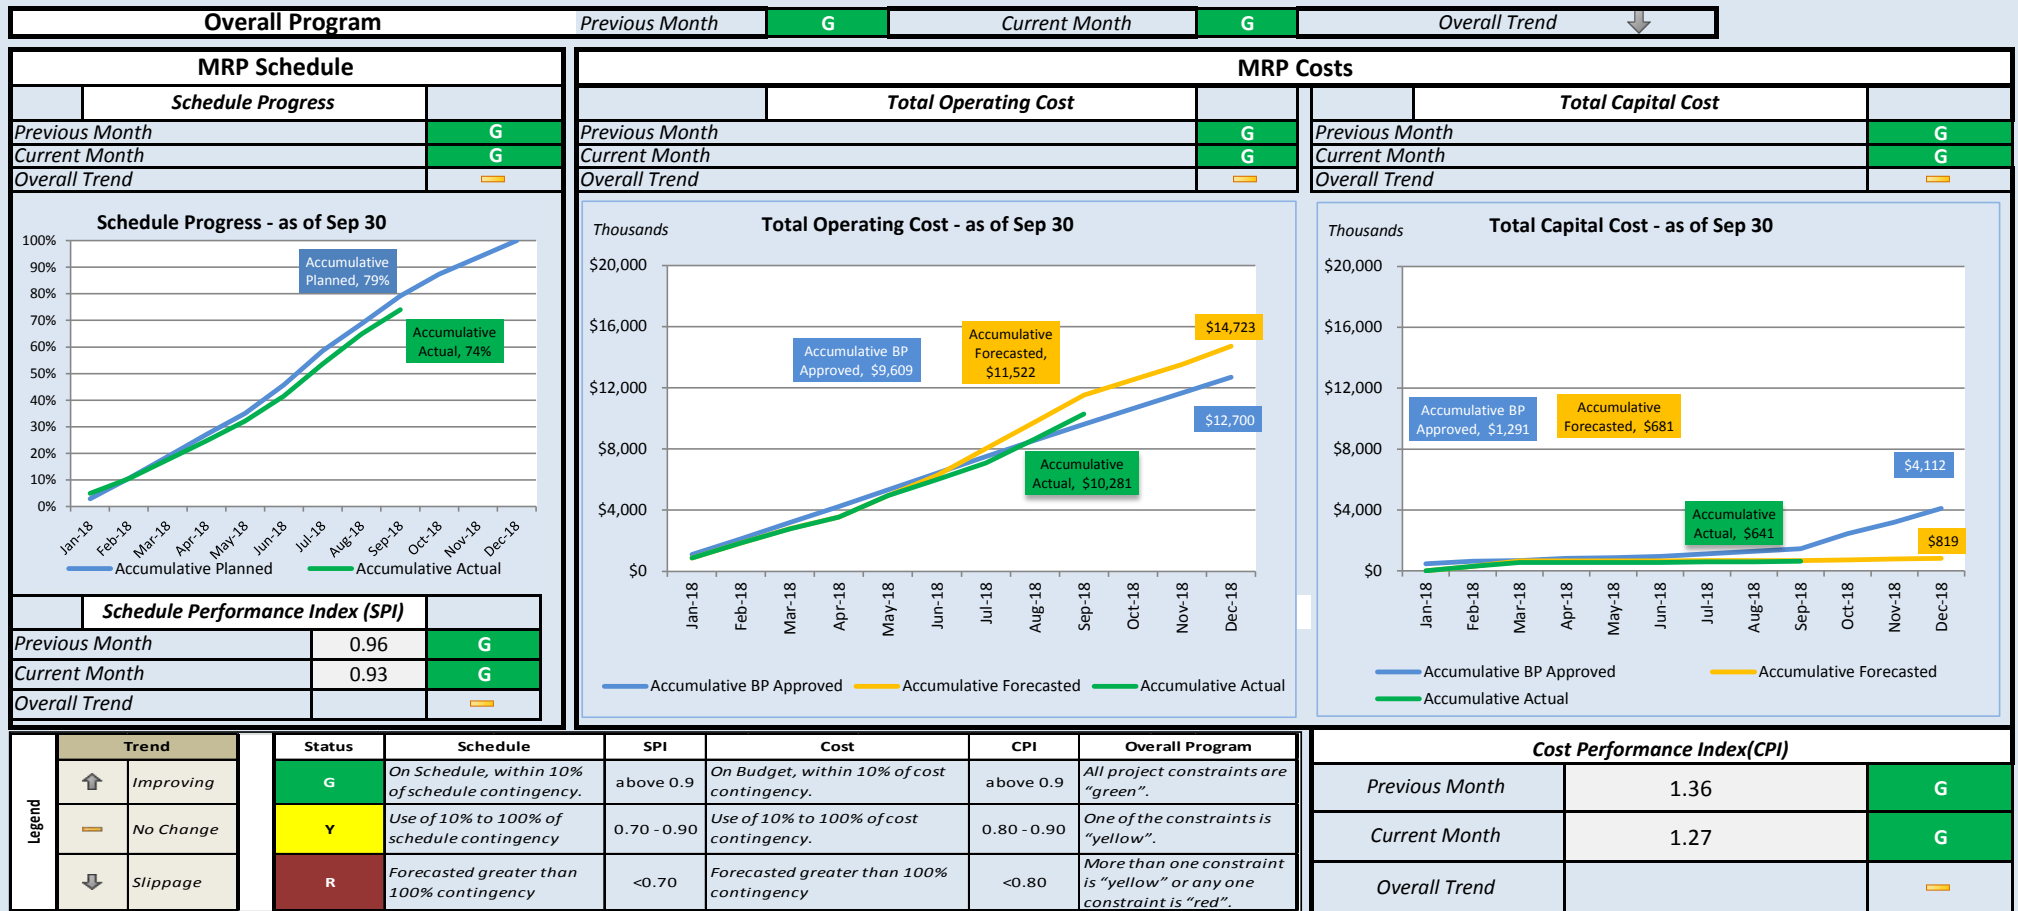 Overall Program Previous Month G Current Month G Overall Trend
MRP Schedule
Schedule Progress
Previous Month G
Current Month G
Overall Trend
Schedule Progress - as of Sep 30
100%
90%
80%
70%
60%
50%
40%
30%
20%
10%
0%
Accumulative
Planned, 79%
Accumulative
Actual, 74%
Jan-18 Feb-18 Mar-18 Apr-18 May-18 Jun-18 Jul-18 Aug-18 Sep-18 Oct-18 Nov-18 Dec-18
Accumulative Planned Accumulative Actual
Schedule Performance Index (SPI)
Previous Month 0.96 G
Current Month 0.93 G
Overall Trend
MRP Costs
Total Operating Cost
Previous Month G
Current Month G
Overall Trend
Thousands
Total Operating Cost - as of Sep 30
$20,000
$16,000
$12,000
$8,000
$4,000
$0
Accumulative BP
Approved, $9,609
Accumulative
Forecasted,
$11,522
$14,723
$12,700
Accumulative
Actual, $10,281
Jan-18 Feb-18 Mar-18 Apr-18 May-18 Jun-18 Jul-18 Aug-18 Sep-18 Oct-18 Nov-18 Dec-18
Accumulative BP Approved Accumulative Forecasted Accumulative Actual
Total Capital Cost
Previous Month G
Current Month G
Overall Trend
Thousands
Total Capital Cost - as of Sep 30
$20,000
$16,000
$12,000
$8,000
$4,000
$0
Accumulative BP
Approved, $1,291
Accumulative
Forecasted, $681
$4,112
Accumulative
Actual, $641
$819
Jan-18 Feb-18 Mar-18 Apr-18 May-18 Jun-18 Jul-18 Aug-18 Sep-18 Oct-18 Nov-18 Dec-18
Accumulative BP Approved Accumulative Forecasted
Accumulative Actual
Legend
Trend
Improving
No Change
Slippage
Status Schedule SPI Cost CPI Overall Program
G
On Schedule, within 10%
of schedule contingency.
above 0.9
On Budget, within 10% of cost
contingency.
above 0.9
All project constraints are
“green”.
Y
Use of 10% to 100% of
schedule contingency
0.70 - 0.90
Use of 10% to 100% of cost
contingency.
0.80 - 0.90
One of the constraints is
“yellow”.
R
Forecasted greater than
100% contingency
<0.70
Forecasted greater than 100%
contingency
<0.80
More than one constraint
is “yellow” or any one
constraint is “red”.
Cost Performance Index(CPI)
Previous Month 1.36 G
Current Month 1.27 G
Overall Trend